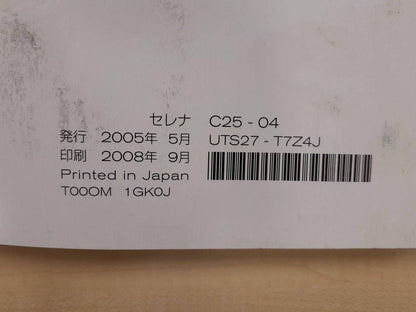 セレナ C25-04
発行 2005年 5月 UTS27-T7Z4J
印刷 2008年 9月
Printed in Japan
T00OM 1GK0J